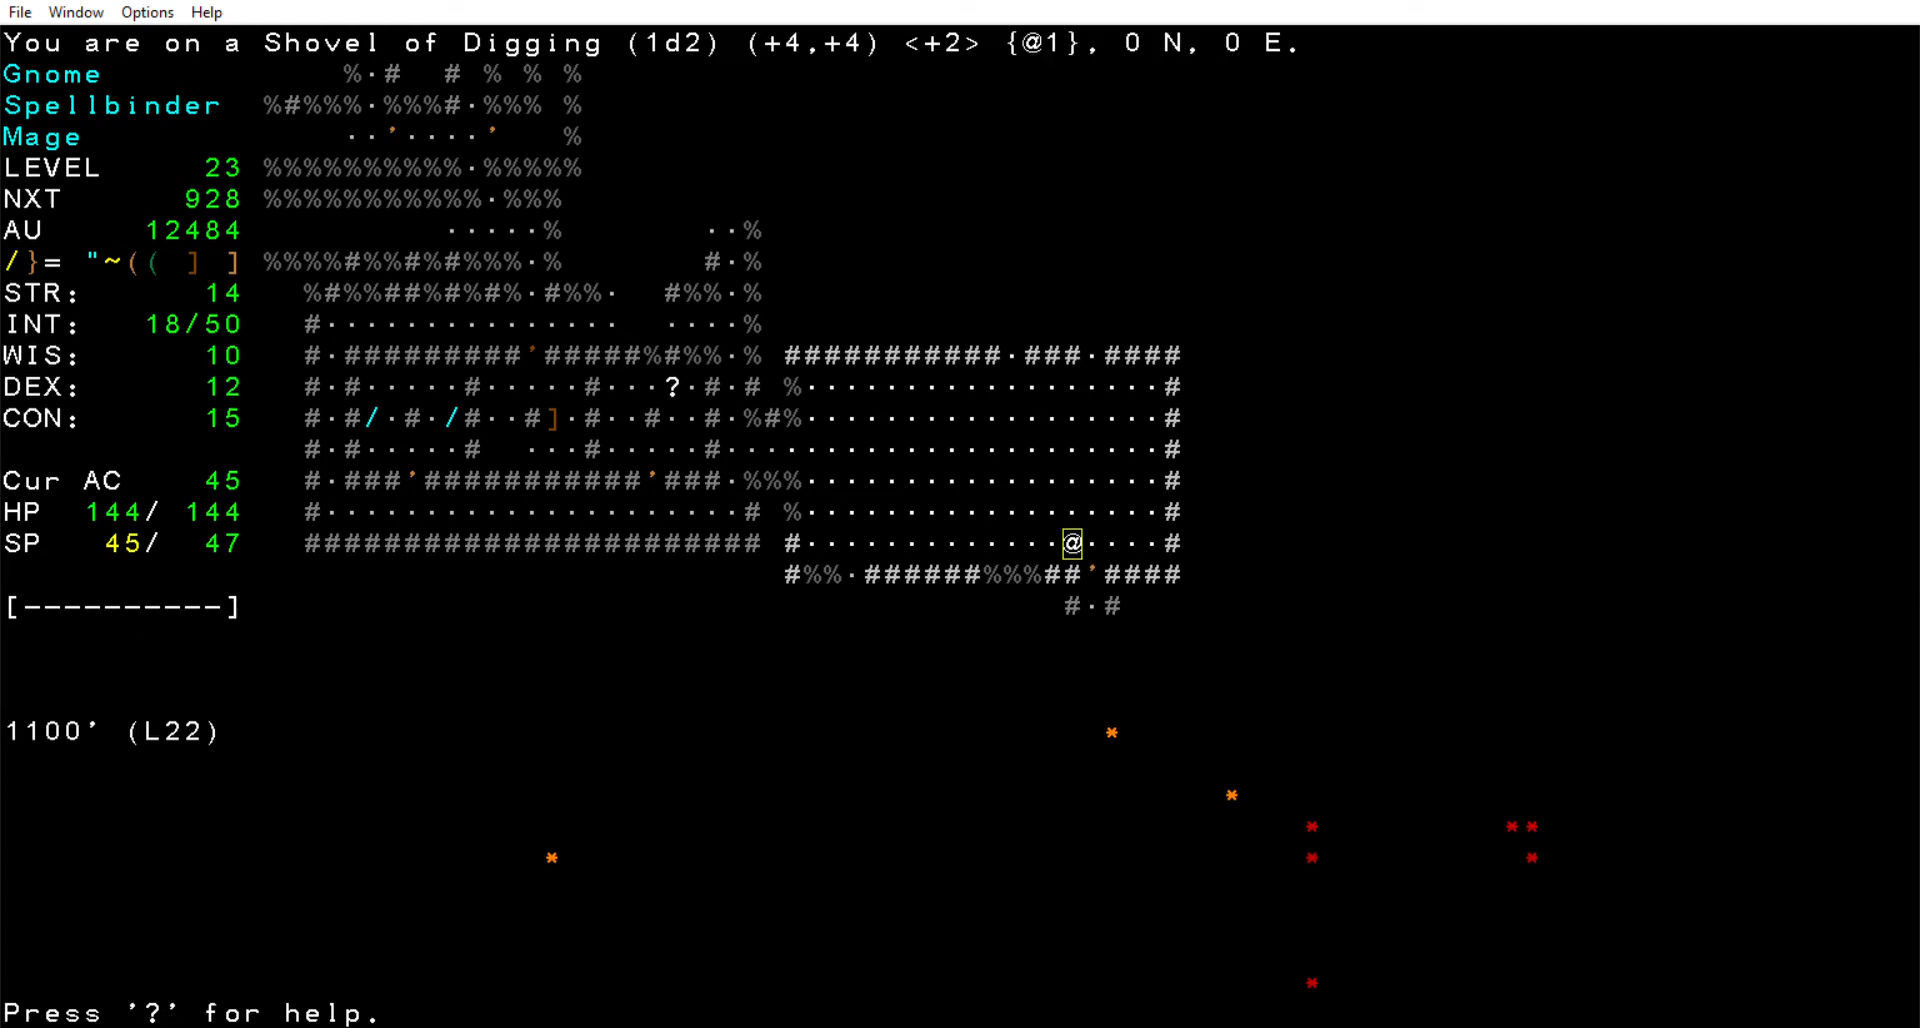 File Window Options Help
You are on a Shovel of Digging (1d2) (+4,+4) <+2> {@1}, 0 N, 0 E.
Gnome
Spellbinder
Mage
LEVEL 23
NXT 928
AU 12484
/}= "~(( ] ]
STR: 14
INT: 18/50
WIS: 10
DEX: 12
CON: 15
Cur AC 45
HP 144/ 144
SP 45/ 47
[----------]
1100' (L22)
Press '?' for help.